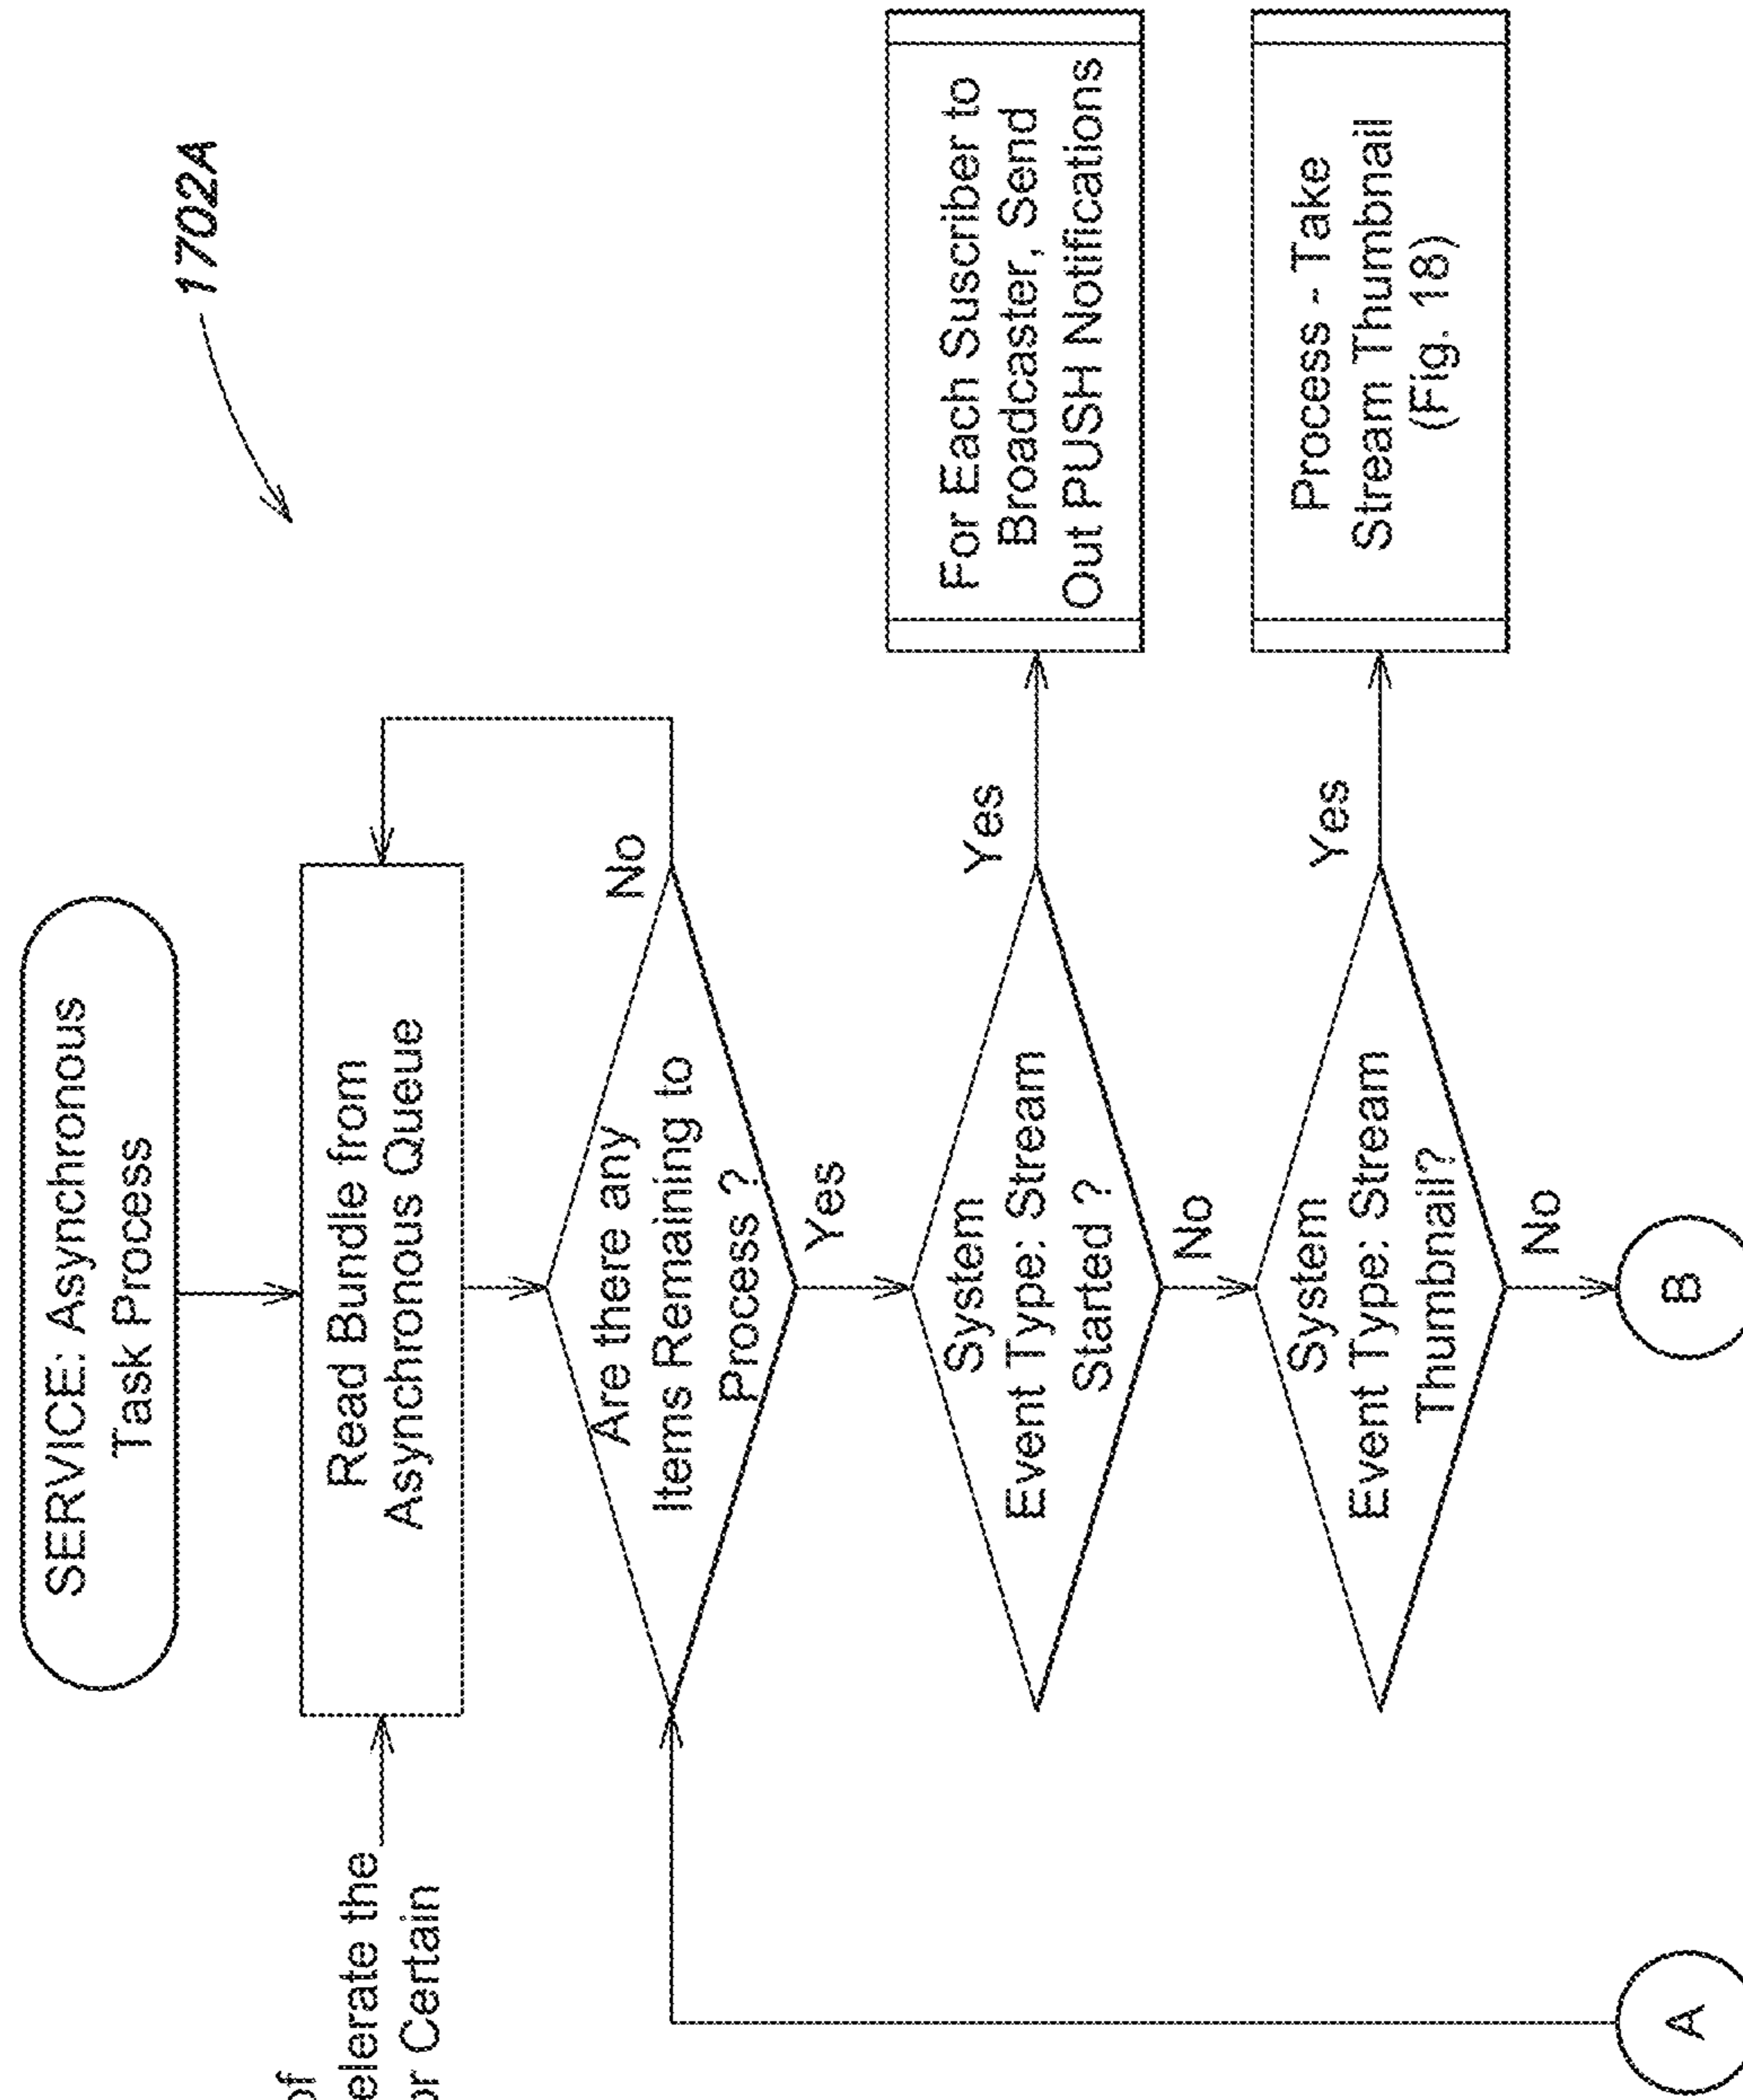 1702A
SERVICE: Asynchronous
Task Process
of
elerate the
or Certain
Read Bundle from
Asynchronous Queue
Are there any
Items Remaining to
Process ?
No
Yes
System
Event Type: Stream
Started ?
Yes
For Each Suscriber to
Broadcaster, Send
Out PUSH Notifications
No
System
Event Type: Stream
Thumbnail?
Yes
Process - Take
Stream Thumbnail
(Fig. 18)
No
A
B